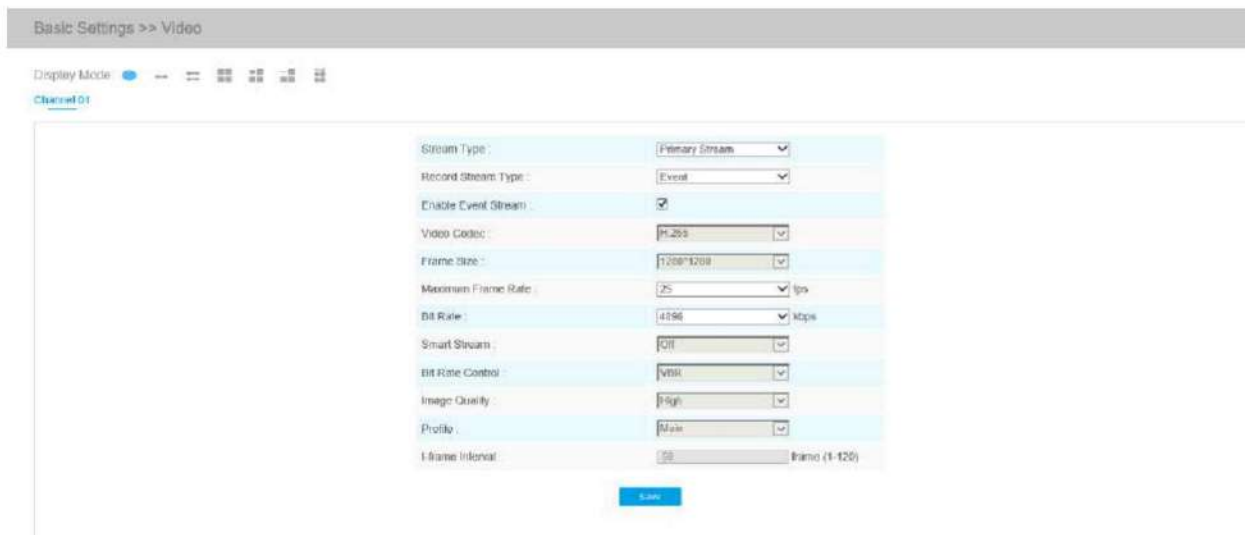 Basic Settings >> Video
Display Mode
Channel 01
Stream Type : Primary Stream
Record Stream Type : Event
Enable Event Stream :
Video Codec : H.265
Frame Size : 1280*1280
Maximum Frame Rate : 25 fps
Bit Rate : 4096 kbps
Smart Stream : Off
Bit Rate Control : VBR
Image Quality : High
Profile : Main
I-frame Interval : 50 frame (1-120)
Save